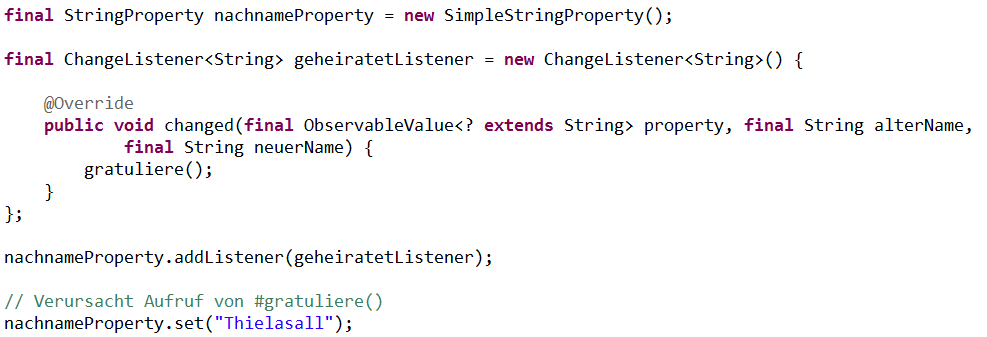 final StringProperty nachnameProperty = new SimpleStringProperty();
final ChangeListener<String> geheiratetListener = new ChangeListener<String>() {
@Override
public void changed(final ObservableValue<? extends String> property, final String alterName,
final String neuerName) {
gratuliere();
}
};
nachnameProperty.addListener(geheiratetListener);
// Verursacht Aufruf von #gratuliere()
nachnameProperty.set("Thielasall");